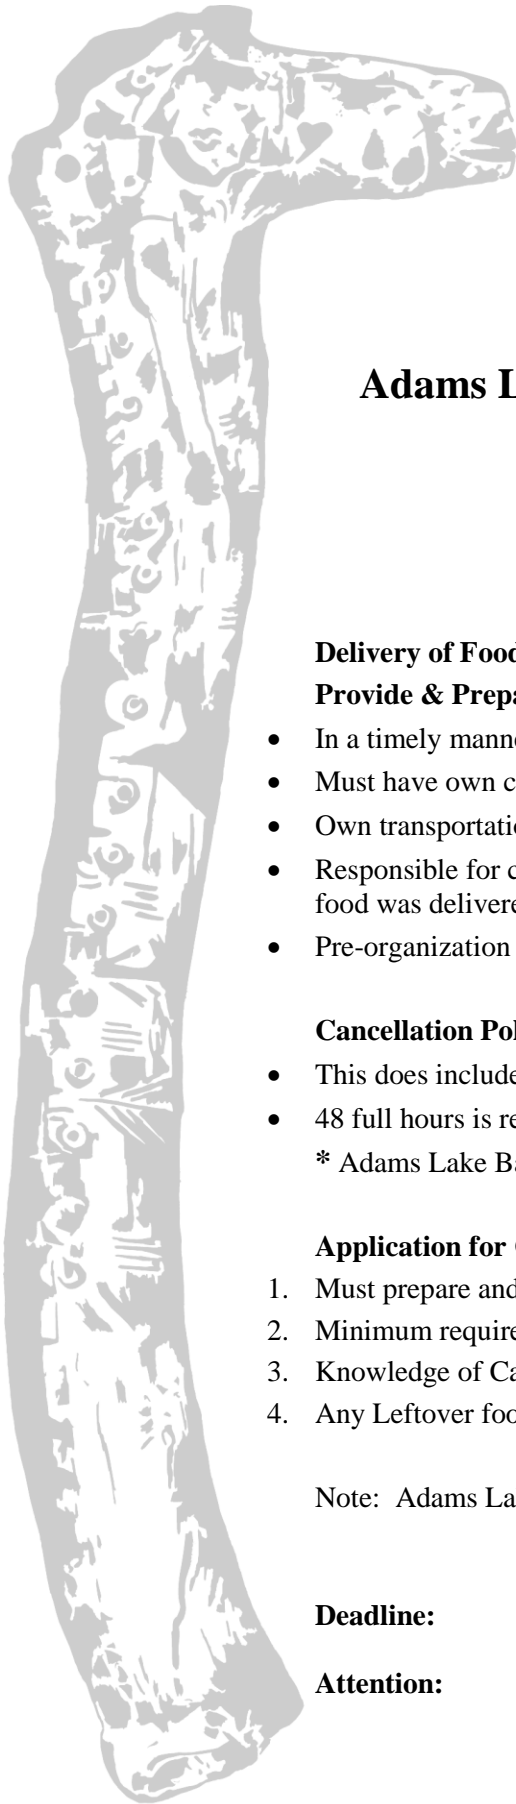 Adams L
Delivery of Food
Provide & Prepa
• In a timely manne
• Must have own c
• Own transportatio
• Responsible for c
food was delivere
• Pre-organization
Cancellation Pol
• This does include
• 48 full hours is re
* Adams Lake Ba
Application for
1. Must prepare and
2. Minimum require
3. Knowledge of Ca
4. Any Leftover foo
Note: Adams La
Deadline:
Attention: